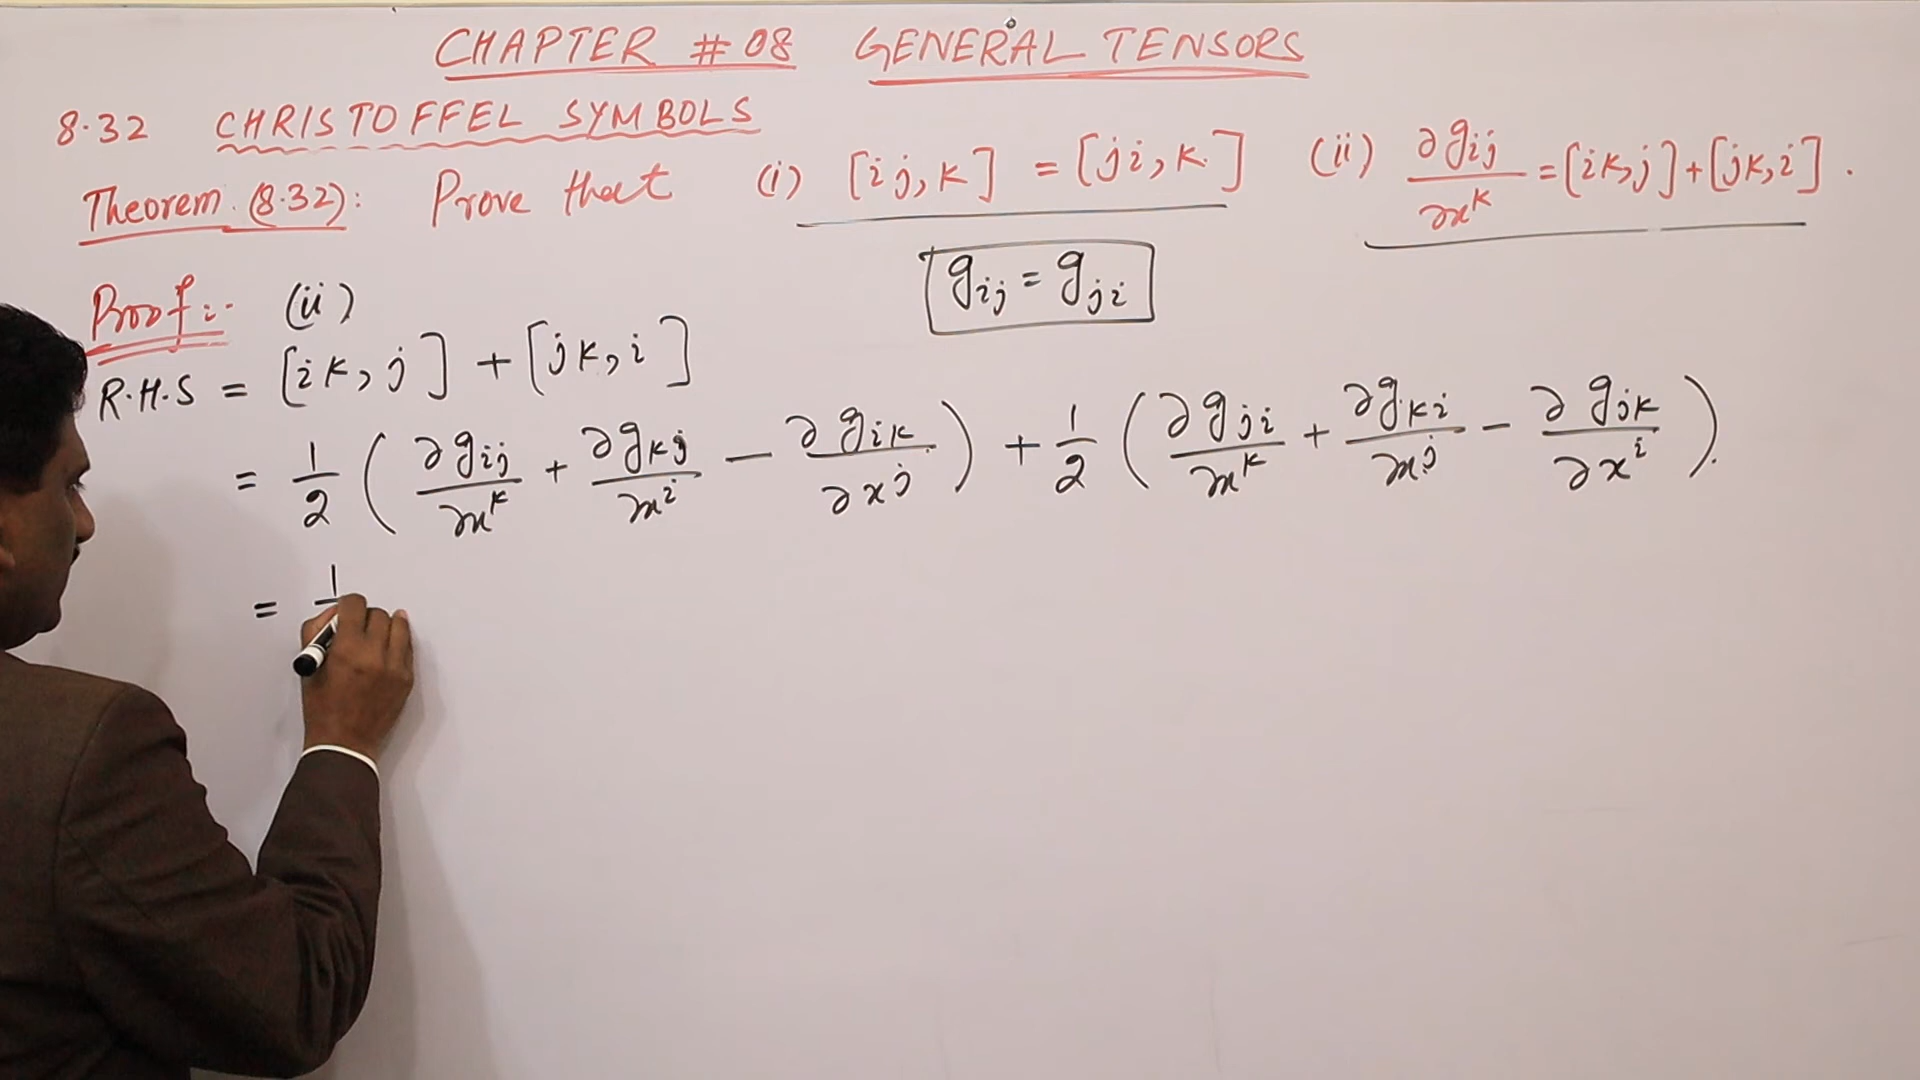 CHAPTER # 08 GENERAL TENSORS
8.32 CHRISTOFFEL SYMBOLS
Theorem (8.32): Prove that (i) [ij,k] = [ji,k] (ii) ∂gij/∂x^k = [ik,j] + [jk,i].
gij = gji
Proof:- (ii)
R.H.S = [ik,j] + [jk,i]
= 1/2 ( ∂gij/∂x^k + ∂gkj/∂x^i − ∂gik/∂x^j ) + 1/2 ( ∂gji/∂x^k + ∂gki/∂x^j − ∂gjk/∂x^i ).
= 1